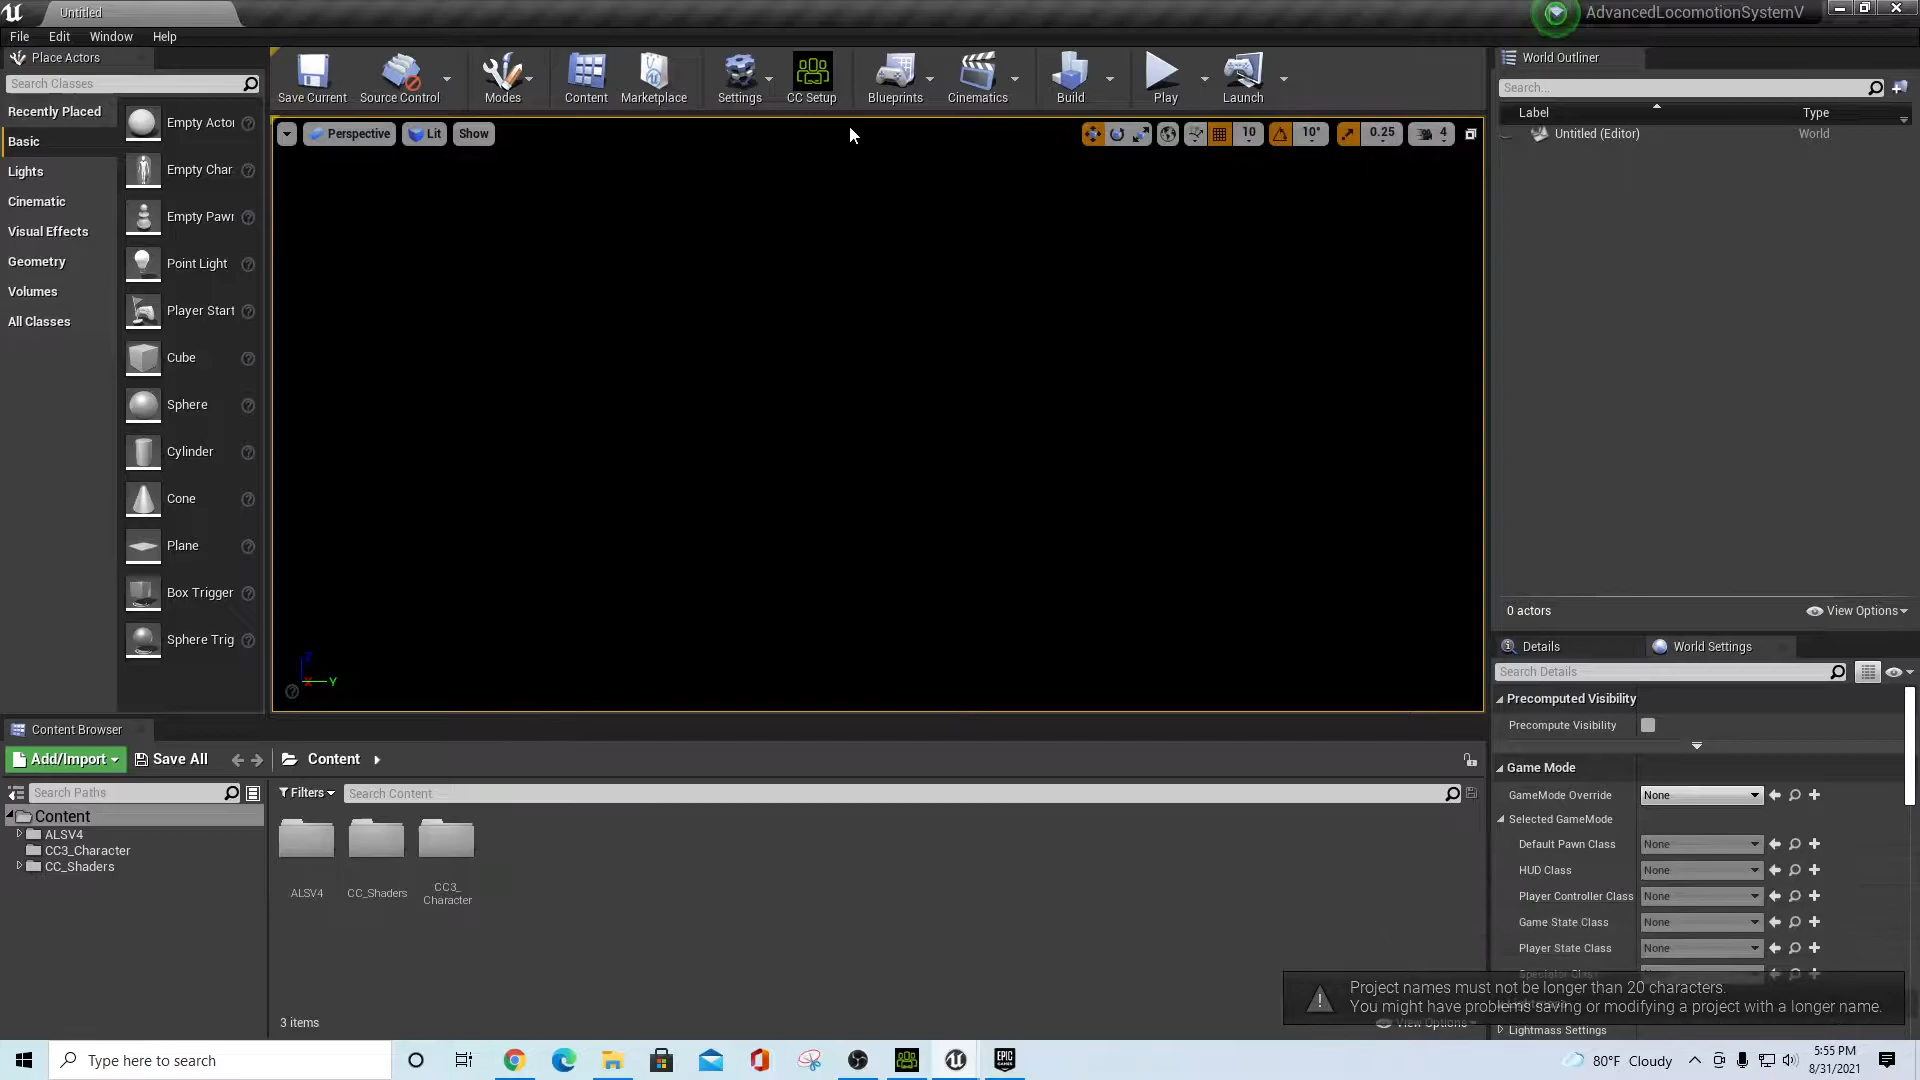 Untitled
AdvancedLocomotionSystemV
File Edit Window Help
Place Actors
Search Classes
Recently Placed
Basic
Lights
Cinematic
Visual Effects
Geometry
Volumes
All Classes
Empty Acto
Empty Char
Empty Paw
Point Light
Player Start
Cube
Sphere
Cylinder
Cone
Plane
Box Trigger
Sphere Trig
Save Current Source Control Modes Content Marketplace Settings CC Setup Blueprints Cinematics Build Play Launch
Perspective Lit Show 10 10° 0.25 4
Z
X Y
World Outliner
Search...
Label Type
Untitled (Editor) World
0 actors View Options
Details World Settings
Search Details
Precomputed Visibility
Precompute Visibility
Game Mode
GameMode Override None
Selected GameMode
Default Pawn Class None
HUD Class None
Player Controller Class None
Game State Class None
Player State Class None
Project names must not be longer than 20 characters.
You might have problems saving or modifying a project with a longer name.
Lightmass Settings
Content Browser
Add/Import Save All Content
Search Paths
Content
ALSV4
CC3_Character
CC_Shaders
Filters Search Content
ALSV4
CC_Shaders
CC3_
Character
3 items View Options
Type here to search
EPIC
GAMES
80°F Cloudy
5:55 PM
8/31/2021